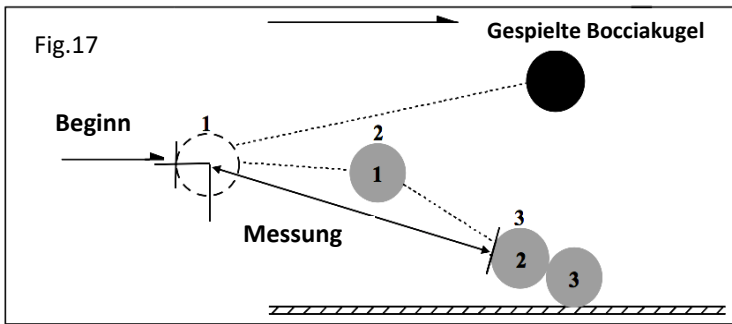 Fig.17
Gespielte Bocciakugel
Beginn
1
2
1
Messung
3
2
3